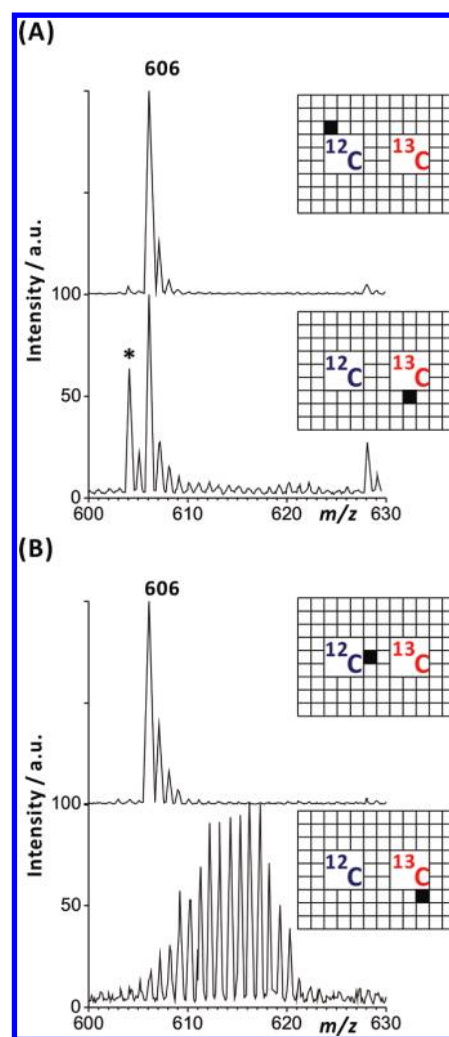 (A)
606
¹²C ¹³C
100
Intensity / a.u.
* ¹²C ¹³C
50
0
600 610 620 630
m/z
(B)
606
¹²C ¹³C
100
Intensity / a.u.
¹²C ¹³C
50
0
600 610 620 630
m/z